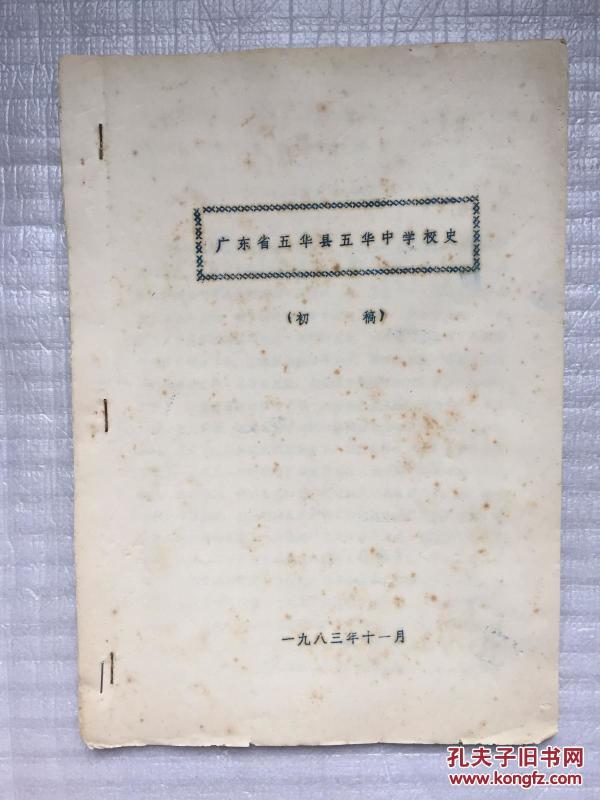 广东省五华县五华中学校史
(初 稿)
一九八三年十一月
孔夫子旧书网
www.kongfz.com